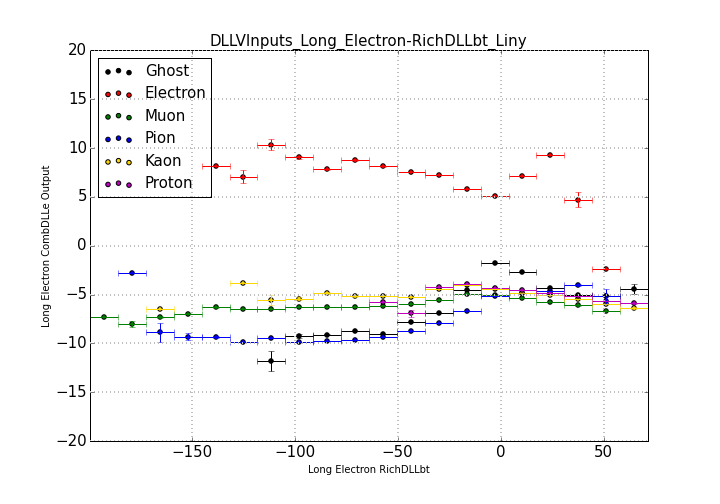 DLLVInputs_Long_Electron-RichDLLbt_Liny
20
15
10
5
0
−5
−10
−15
−20
Long Electron CombDLLe Output
Ghost
Electron
Muon
Pion
Kaon
Proton
−150 −100 −50 0 50
Long Electron RichDLLbt